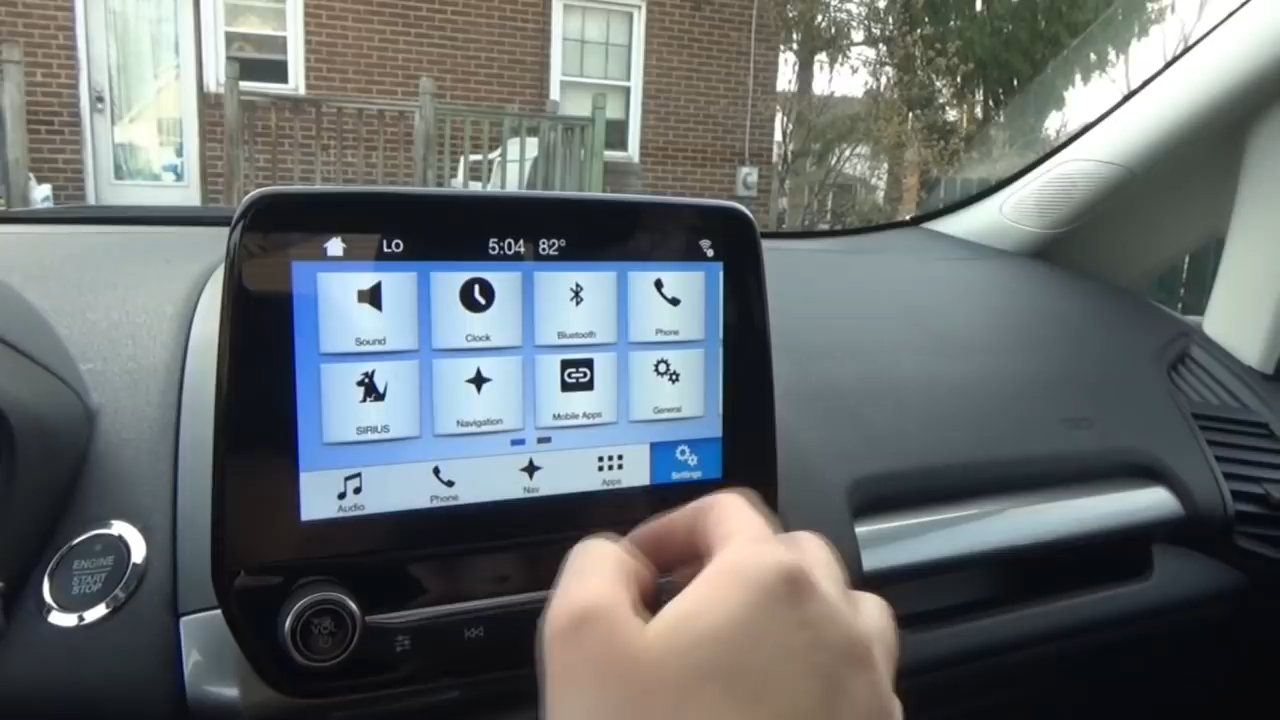 LO 5:04 82°
Sound Clock Bluetooth Phone
SIRIUS Navigation Mobile Apps General
Audio Phone Nav Apps Settings
ENGINE
START
STOP
VOL